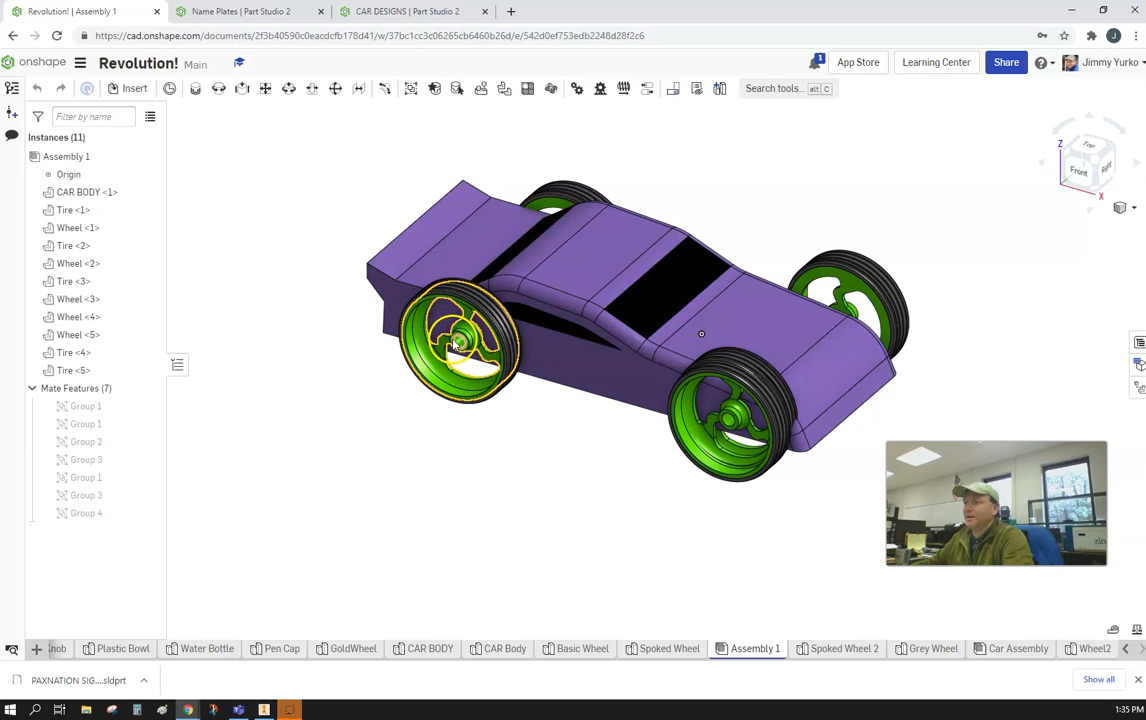 Revolution! | Assembly 1
Name Plates | Part Studio 2
CAR DESIGNS | Part Studio 2
https://cad.onshape.com/documents/2f3b40590c0eacdcfb178d41/w/37bc1cc3c06265cb6460b26d/e/542d0ef753edb2248d28f2c6
J
onshape
Revolution!
Main
1
App Store
Learning Center
Share
Jimmy Yurko
Insert
Search tools...
alt
C
Filter by name
Instances (11)
Assembly 1
Origin
CAR BODY <1>
Tire <1>
Wheel <1>
Tire <2>
Wheel <2>
Tire <3>
Wheel <3>
Wheel <4>
Wheel <5>
Tire <4>
Tire <5>
Mate Features (7)
Group 1
Group 1
Group 2
Group 3
Group 1
Group 3
Group 4
Z
Top
Front
Right
X
Knob
Plastic Bowl
Water Bottle
Pen Cap
GoldWheel
CAR BODY
CAR Body
Basic Wheel
Spoked Wheel
Assembly 1
Spoked Wheel 2
Grey Wheel
Car Assembly
Wheel2
PAXNATION SIG....sldprt
Show all
1:35 PM